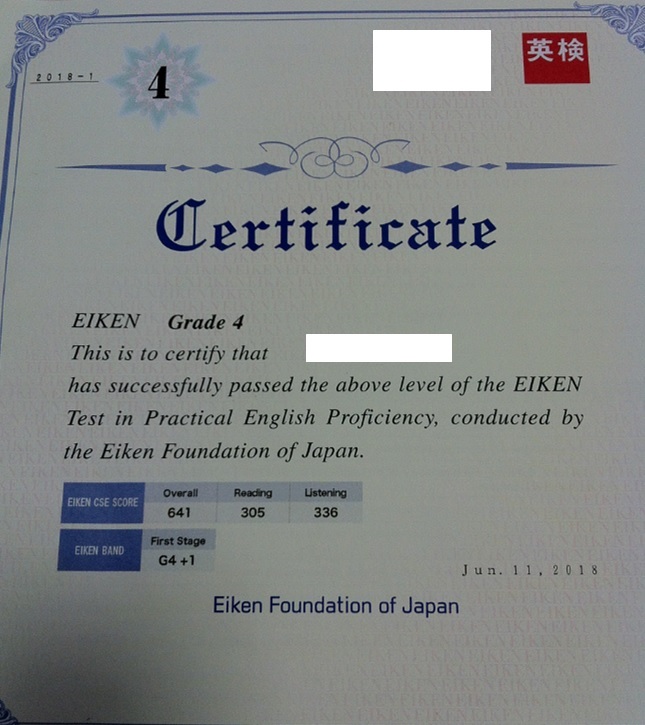 2018-1
4
英検
Certificate
EIKEN Grade 4
This is to certify that
has successfully passed the above level of the EIKEN
Test in Practical English Proficiency, conducted by
the Eiken Foundation of Japan.
EIKEN CSE SCORE
Overall Reading Listening
641 305 336
EIKEN BAND
First Stage
G4 +1
Jun. 11, 2018
Eiken Foundation of Japan